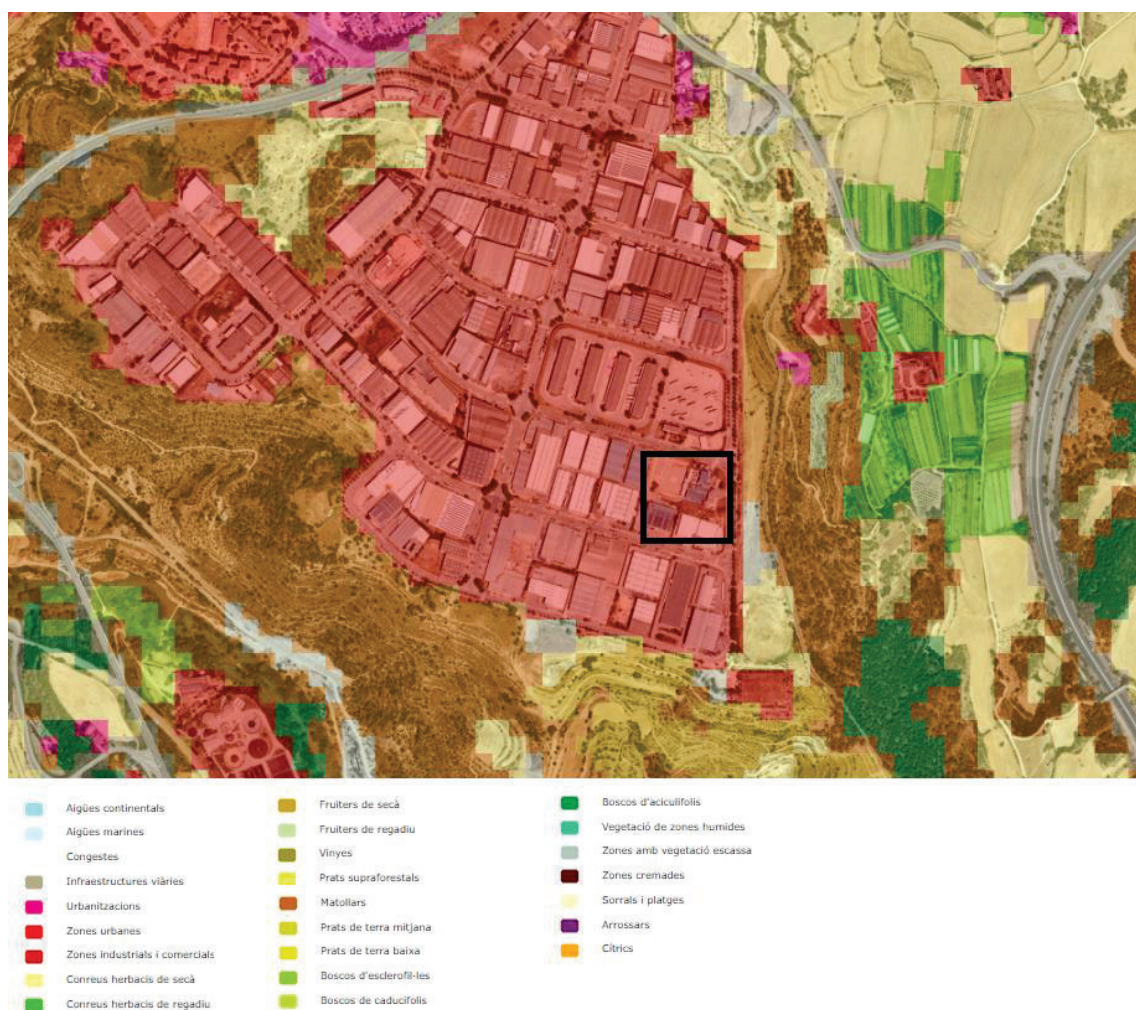 Aigües continentals
Aigües marines
Congestes
Infraestructures viàries
Urbanitzacions
Zones urbanes
Zones industrials i comercials
Conreus herbacis de secà
Conreus herbacis de regadiu
Fruiters de secà
Fruiters de regadiu
Vinyes
Prats supraforestals
Matollars
Prats de terra mitjana
Prats de terra baixa
Boscos d'esclerofil·les
Boscos de caducifolis
Boscos d'aciculifolis
Vegetació de zones humides
Zones amb vegetació escassa
Zones cremades
Sorrals i platges
Arrossars
Cítrics